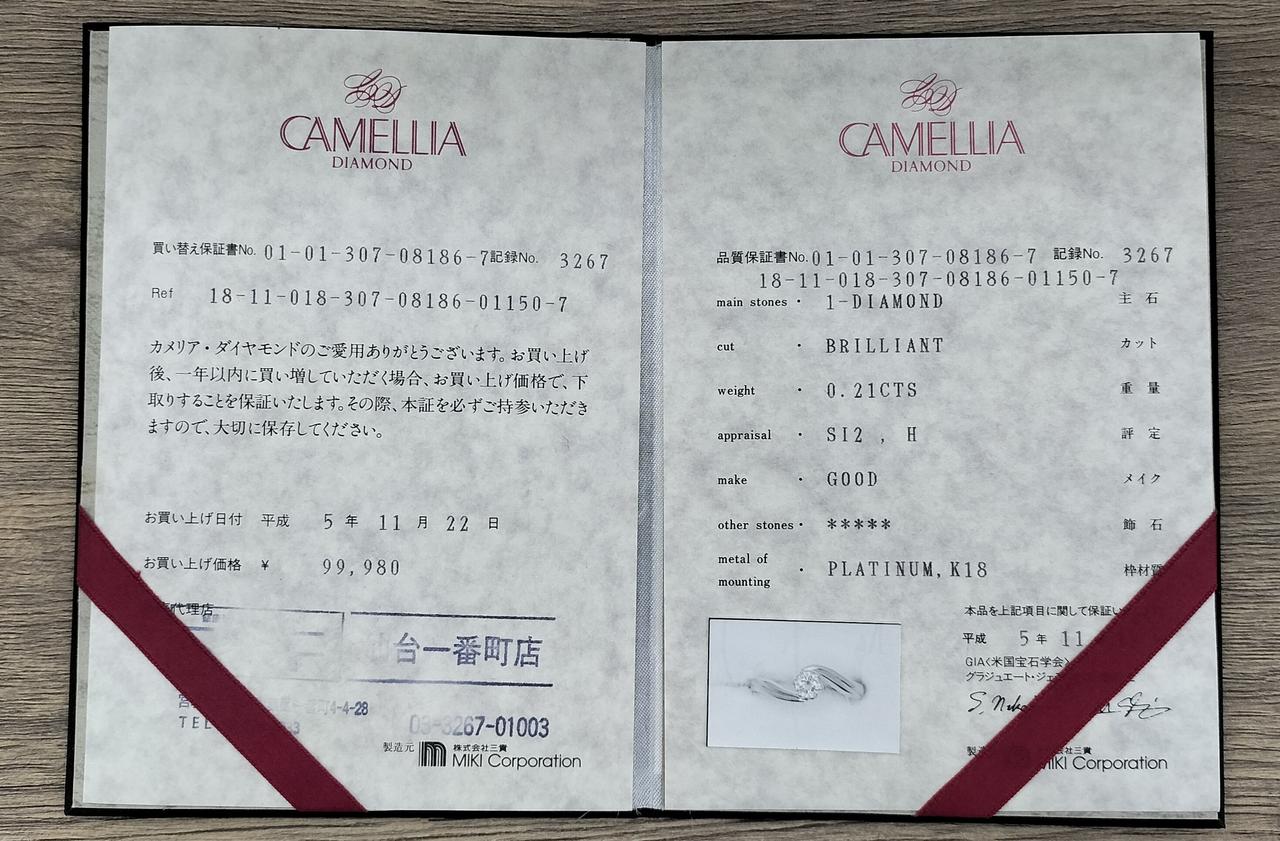 CAMELLIA
DIAMOND
買い替え保証書No. 01-01-307-08186-7 記録No. 3267
Ref 18-11-018-307-08186-01150-7
カメリア・ダイヤモンドのご愛用ありがとうございます。お買い上げ
後、一年以内に買い増していただく場合、お買い上げ価格で、下
取りすることを保証いたします。その際、本証を必ずご持参いただき
ますので、大切に保存してください。
お買い上げ日付 平成 5 年 11 月 22 日
お買い上げ価格 ¥ 99,980
代理店
台一番町店
町4-4-28
TEL
3267-01003
製造元 株式会社三貴
MIKI Corporation
CAMELLIA
DIAMOND
品質保証書No. 01-01-307-08186-7 記録No. 3267
18-11-018-307-08186-01150-7
main stones・ 1-DIAMOND 主石
cut ・ BRILLIANT カット
weight ・ 0.21CTS 重量
appraisal ・ SI2 , H 評定
make ・ GOOD メイク
other stones・ ***** 飾石
metal of mounting ・ PLATINUM,K18 枠材質
本品を上記項目に関して保証い
平成 5 年 11
GIA〈米国宝石学会〉
グラジュエート・ジェ
S.
製造 三貴
MIKI Corporation